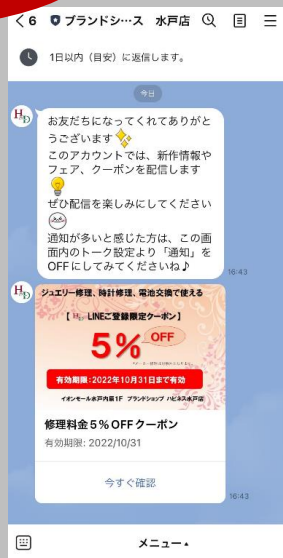 6 ブランドシ…ス 水戸店
1日以内（目安）に返信します。
今日
お友だちになってくれてありがと
うございます
このアカウントでは、新作情報や
フェア、クーポンを配信します
ぜひ配信を楽しみにしてください
通知が多いと感じた方は、この画
面内のトーク設定より「通知」を
OFFにしてみてくださいね♪
16:43
ジュエリー修理、時計修理、電池交換で使える
LINEご登録限定クーポン】
5% OFF
有効期限:2022年10月31日まで有効
イオンモール水戸内原1F ブランドショップ ハピネス水戸店
修理料金５％OFFクーポン
有効期限: 2022/10/31
今すぐ確認
16:43
メニュー